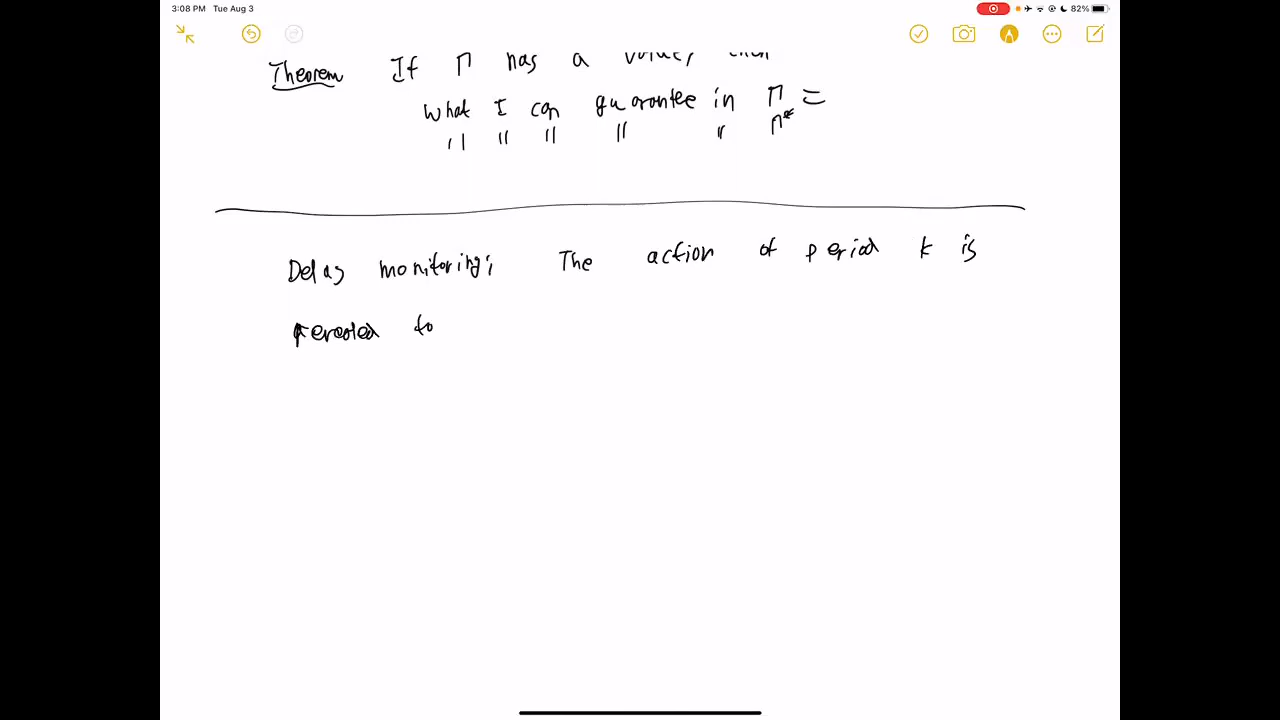 3:08 PM Tue Aug 3
82%
Theorem If Γ has a value, then
what I can guarantee in Γ =
" " " " " Γ*
Delay monitoring: The action of period k is
revealed to